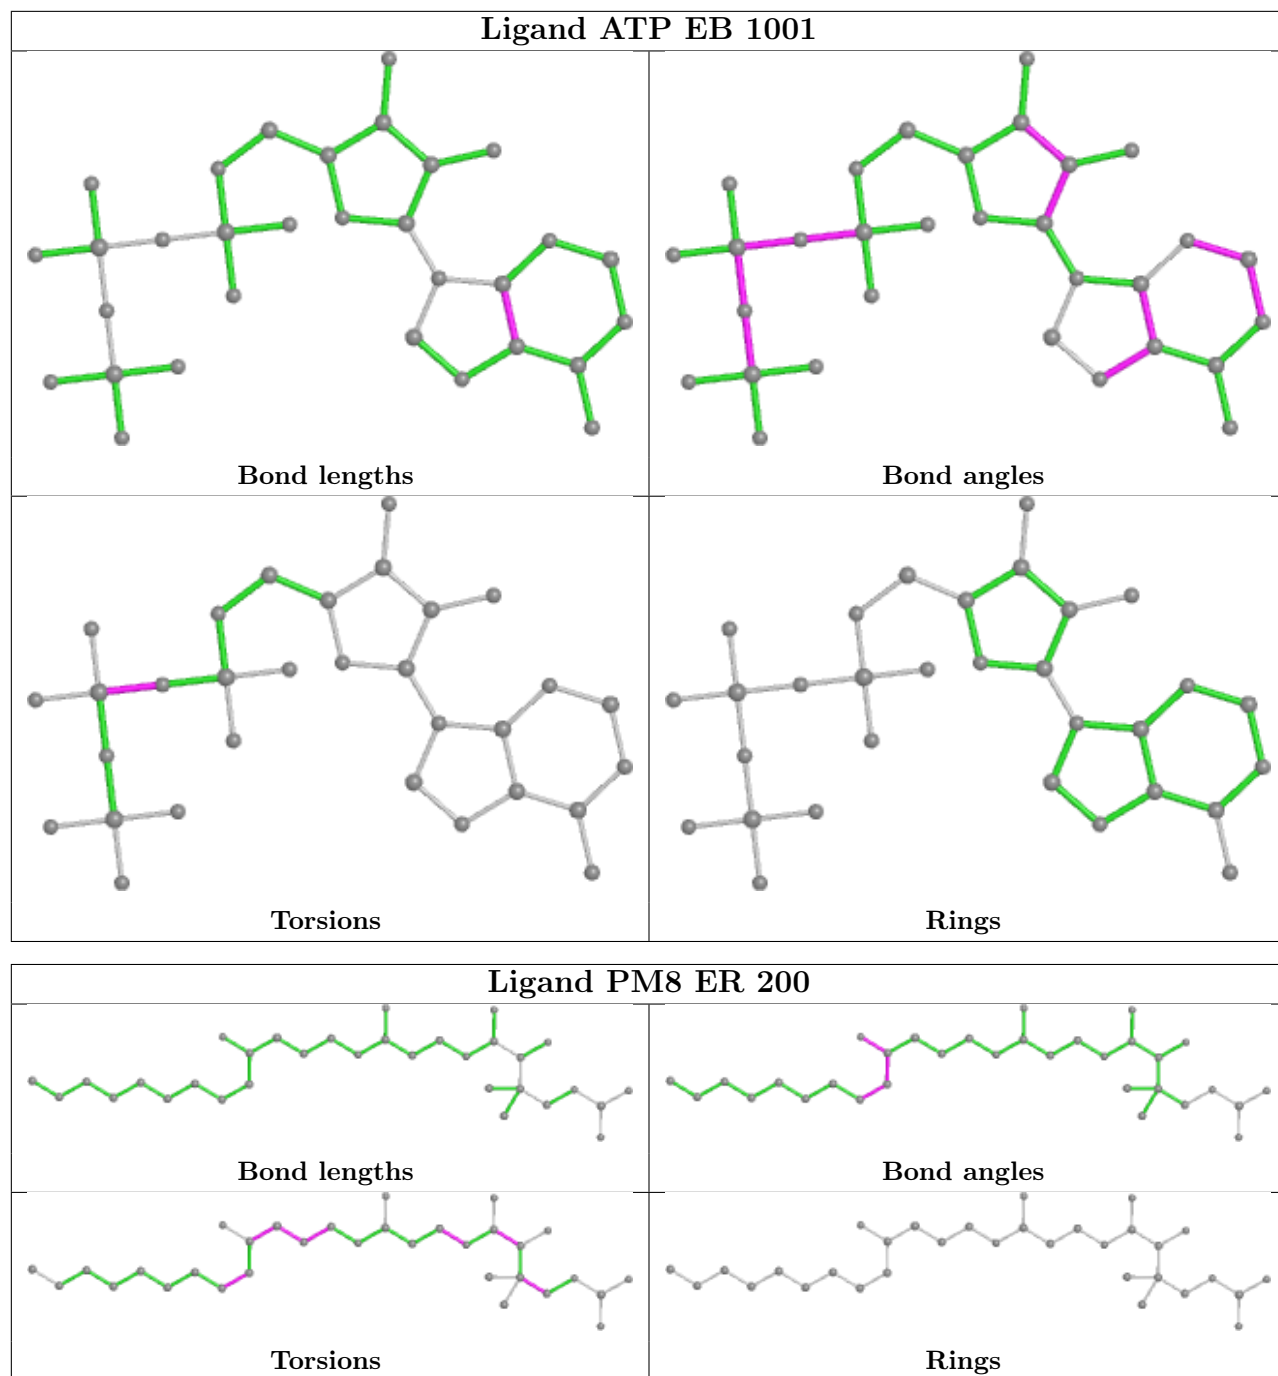 Ligand ATP EB 1001
Bond lengths
Bond angles
Torsions
Rings
Ligand PM8 ER 200
Bond lengths
Bond angles
Torsions
Rings